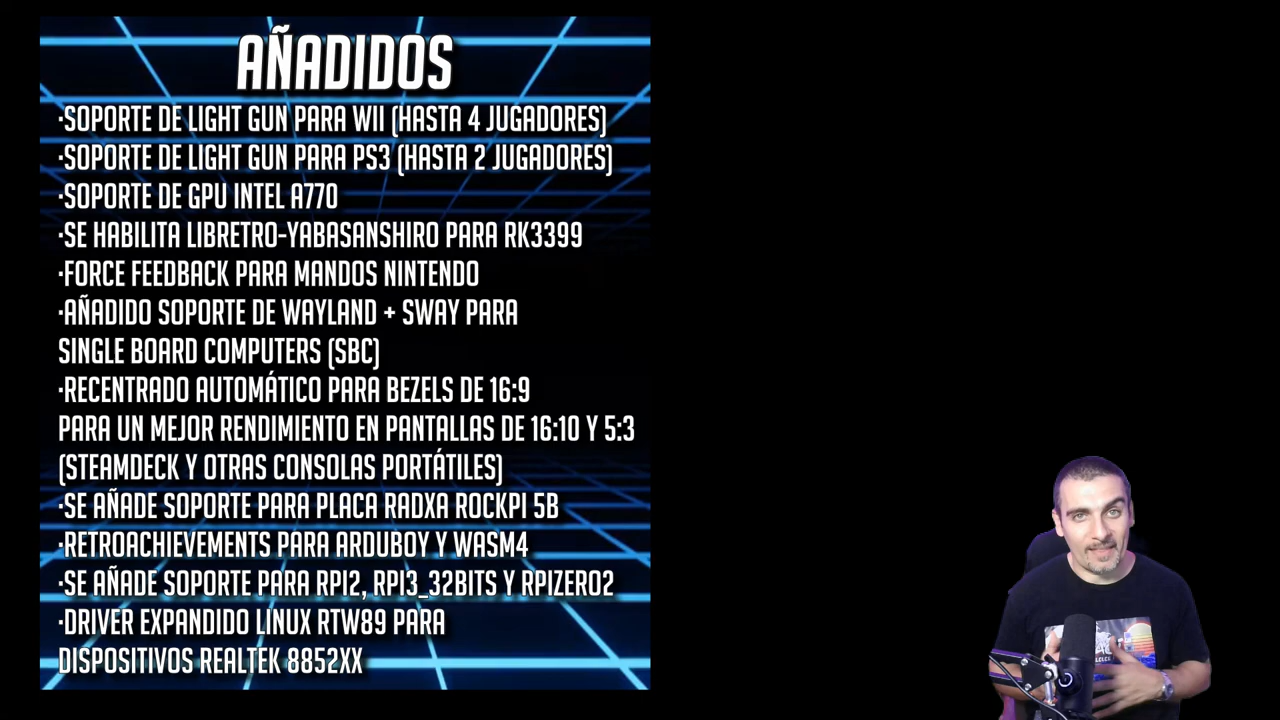 AÑADIDOS
·SOPORTE DE LIGHT GUN PARA WII (HASTA 4 JUGADORES)
·SOPORTE DE LIGHT GUN PARA PS3 (HASTA 2 JUGADORES)
·SOPORTE DE GPU INTEL A770
·SE HABILITA LIBRETRO-YABASANSHIRO PARA RK3399
·FORCE FEEDBACK PARA MANDOS NINTENDO
·AÑADIDO SOPORTE DE WAYLAND + SWAY PARA
SINGLE BOARD COMPUTERS (SBC)
·RECENTRADO AUTOMÁTICO PARA BEZELS DE 16:9
PARA UN MEJOR RENDIMIENTO EN PANTALLAS DE 16:10 Y 5:3
(STEAMDECK Y OTRAS CONSOLAS PORTÁTILES)
·SE AÑADE SOPORTE PARA PLACA RADXA ROCKPI 5B
·RETROACHIEVEMENTS PARA ARDUBOY Y WASM4
·SE AÑADE SOPORTE PARA RPI2, RPI3_32BITS Y RPIZERO2
·DRIVER EXPANDIDO LINUX RTW89 PARA
DISPOSITIVOS REALTEK 8852XX